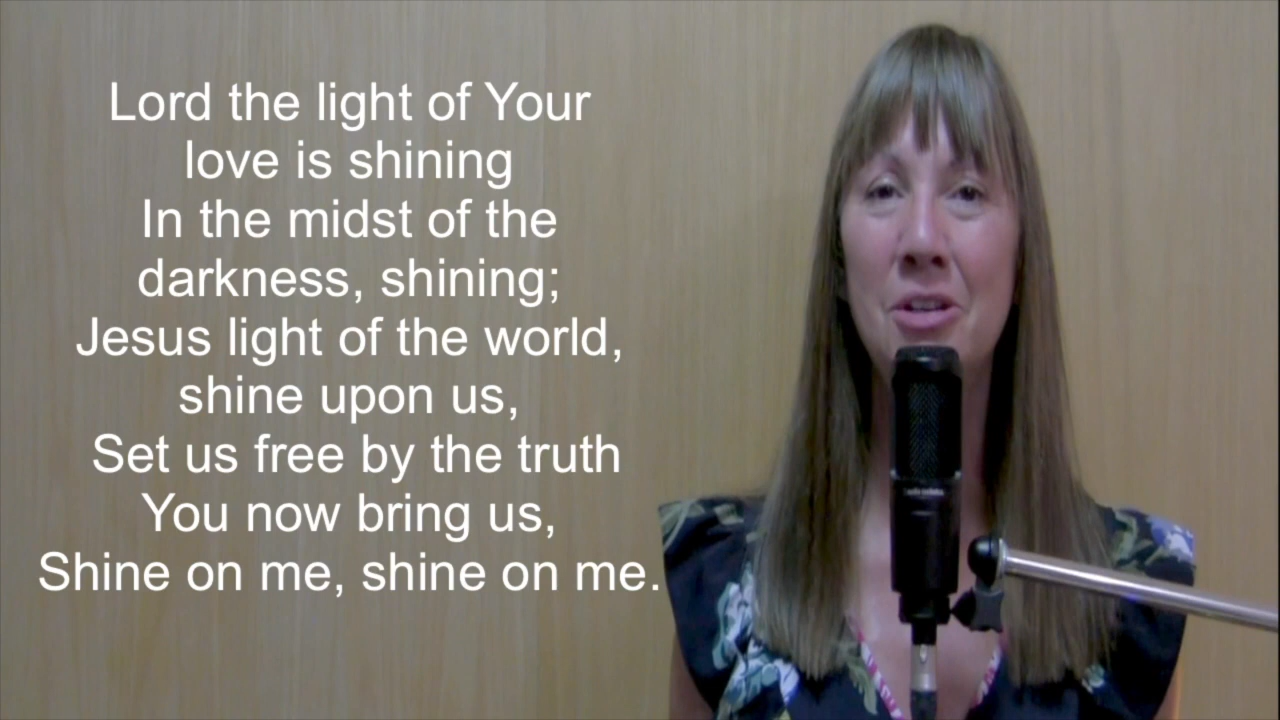 Lord the light of Your
love is shining
In the midst of the
darkness, shining;
Jesus light of the world,
shine upon us,
Set us free by the truth
You now bring us,
Shine on me, shine on me.